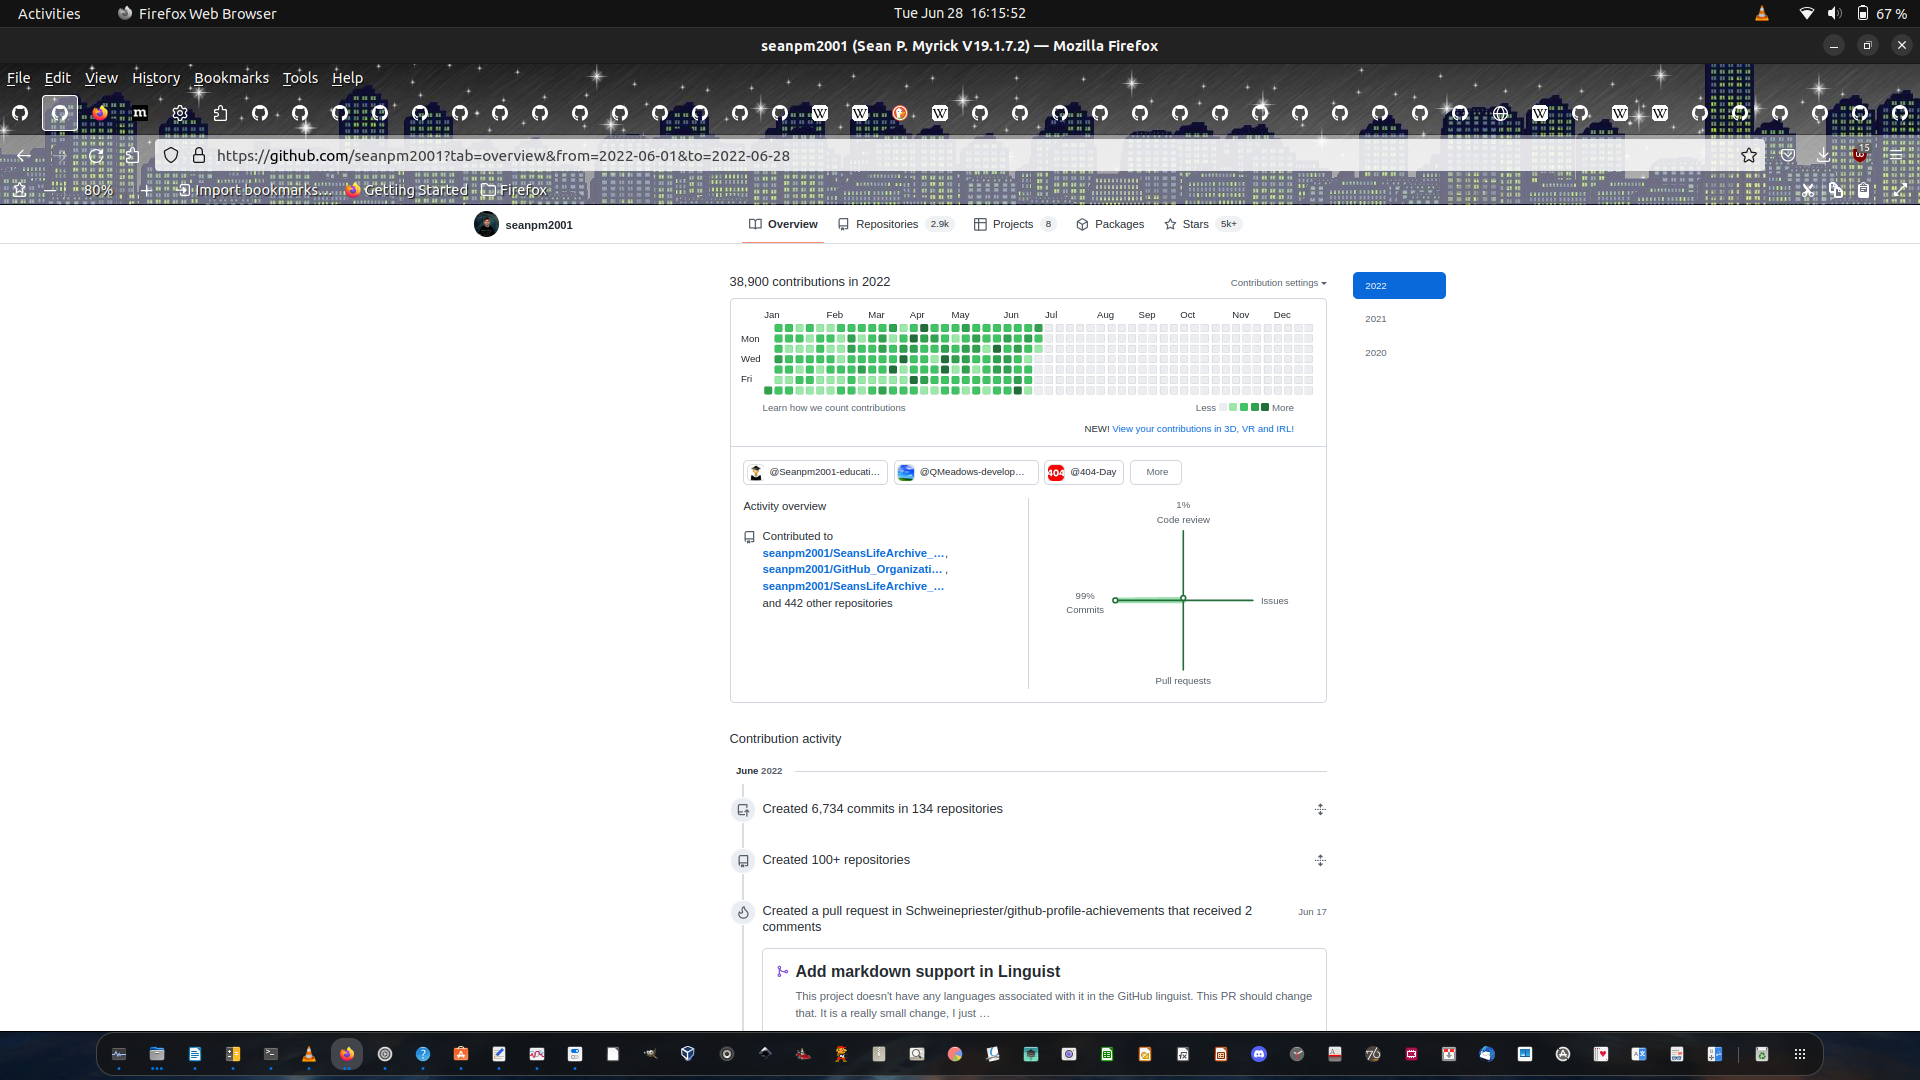 Activities
Firefox Web Browser
Tue Jun 28 16:15:52
67 %
seanpm2001 (Sean P. Myrick V19.1.7.2) — Mozilla Firefox
File Edit View History Bookmarks Tools Help
https://github.com/seanpm2001?tab=overview&from=2022-06-01&to=2022-06-28
15
80%
Import bookmarks...
Getting Started
Firefox
seanpm2001
Overview
Repositories 2.9k
Projects 8
Packages
Stars 5k+
38,900 contributions in 2022
Contribution settings
2022
2021
2020
Jan Feb Mar Apr May Jun Jul Aug Sep Oct Nov Dec
Mon
Wed
Fri
Learn how we count contributions
Less More
NEW! View your contributions in 3D, VR and IRL!
@Seanpm2001-educati...
@QMeadows-develop...
404 @404-Day
More
Activity overview
Contributed to
seanpm2001/SeansLifeArchive_... ,
seanpm2001/GitHub_Organizati... ,
seanpm2001/SeansLifeArchive_...
and 442 other repositories
1%
Code review
99%
Commits
Issues
Pull requests
Contribution activity
June 2022
Created 6,734 commits in 134 repositories
Created 100+ repositories
Created a pull request in Schweinepriester/github-profile-achievements that received 2
comments
Jun 17
Add markdown support in Linguist
This project doesn't have any languages associated with it in the GitHub linguist. This PR should change
that. It is a really small change, I just …